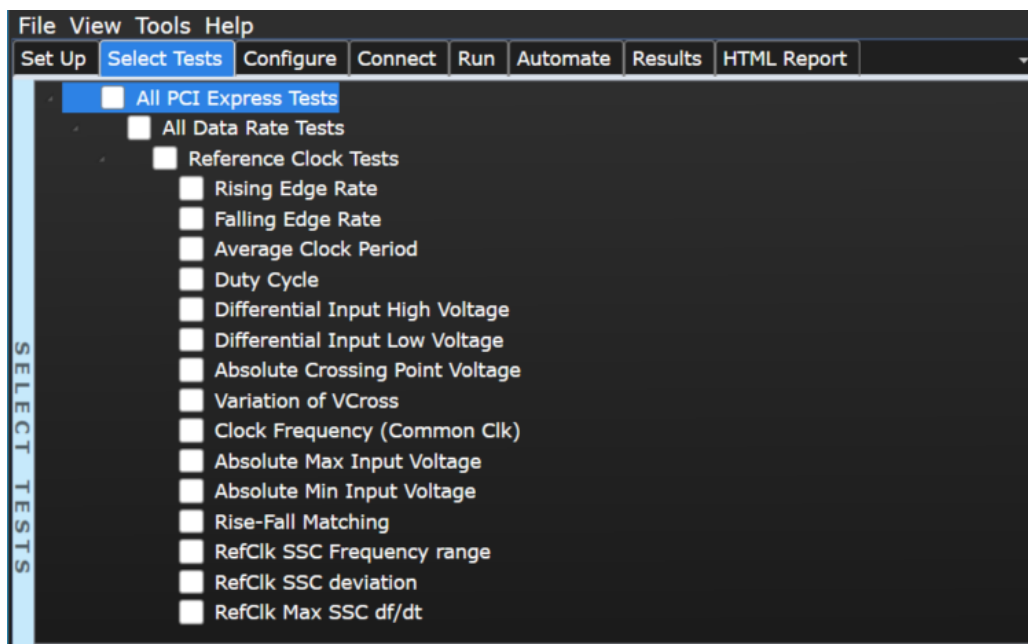 File View Tools Help
Set Up Select Tests Configure Connect Run Automate Results HTML Report
SELECT TESTS
All PCI Express Tests
All Data Rate Tests
Reference Clock Tests
Rising Edge Rate
Falling Edge Rate
Average Clock Period
Duty Cycle
Differential Input High Voltage
Differential Input Low Voltage
Absolute Crossing Point Voltage
Variation of VCross
Clock Frequency (Common Clk)
Absolute Max Input Voltage
Absolute Min Input Voltage
Rise-Fall Matching
RefClk SSC Frequency range
RefClk SSC deviation
RefClk Max SSC df/dt